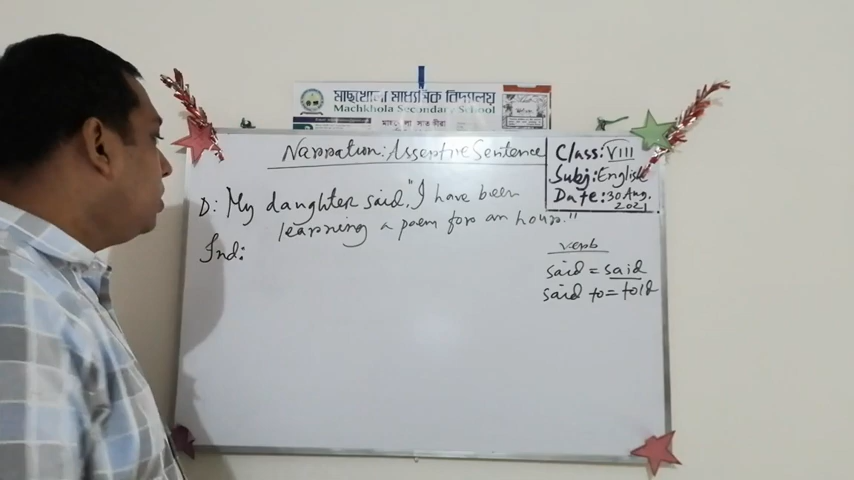 মাছখোলা মাধ্যমিক বিদ্যালয়
Machkhola Secondary School
Narration: Assertive Sentence
Class: VIII
Subj: English
Date: 30 Aug. 2021
D: My daughter said, "I have been
learning a poem for an hour."
Ind:
verb
said = said
said to = told